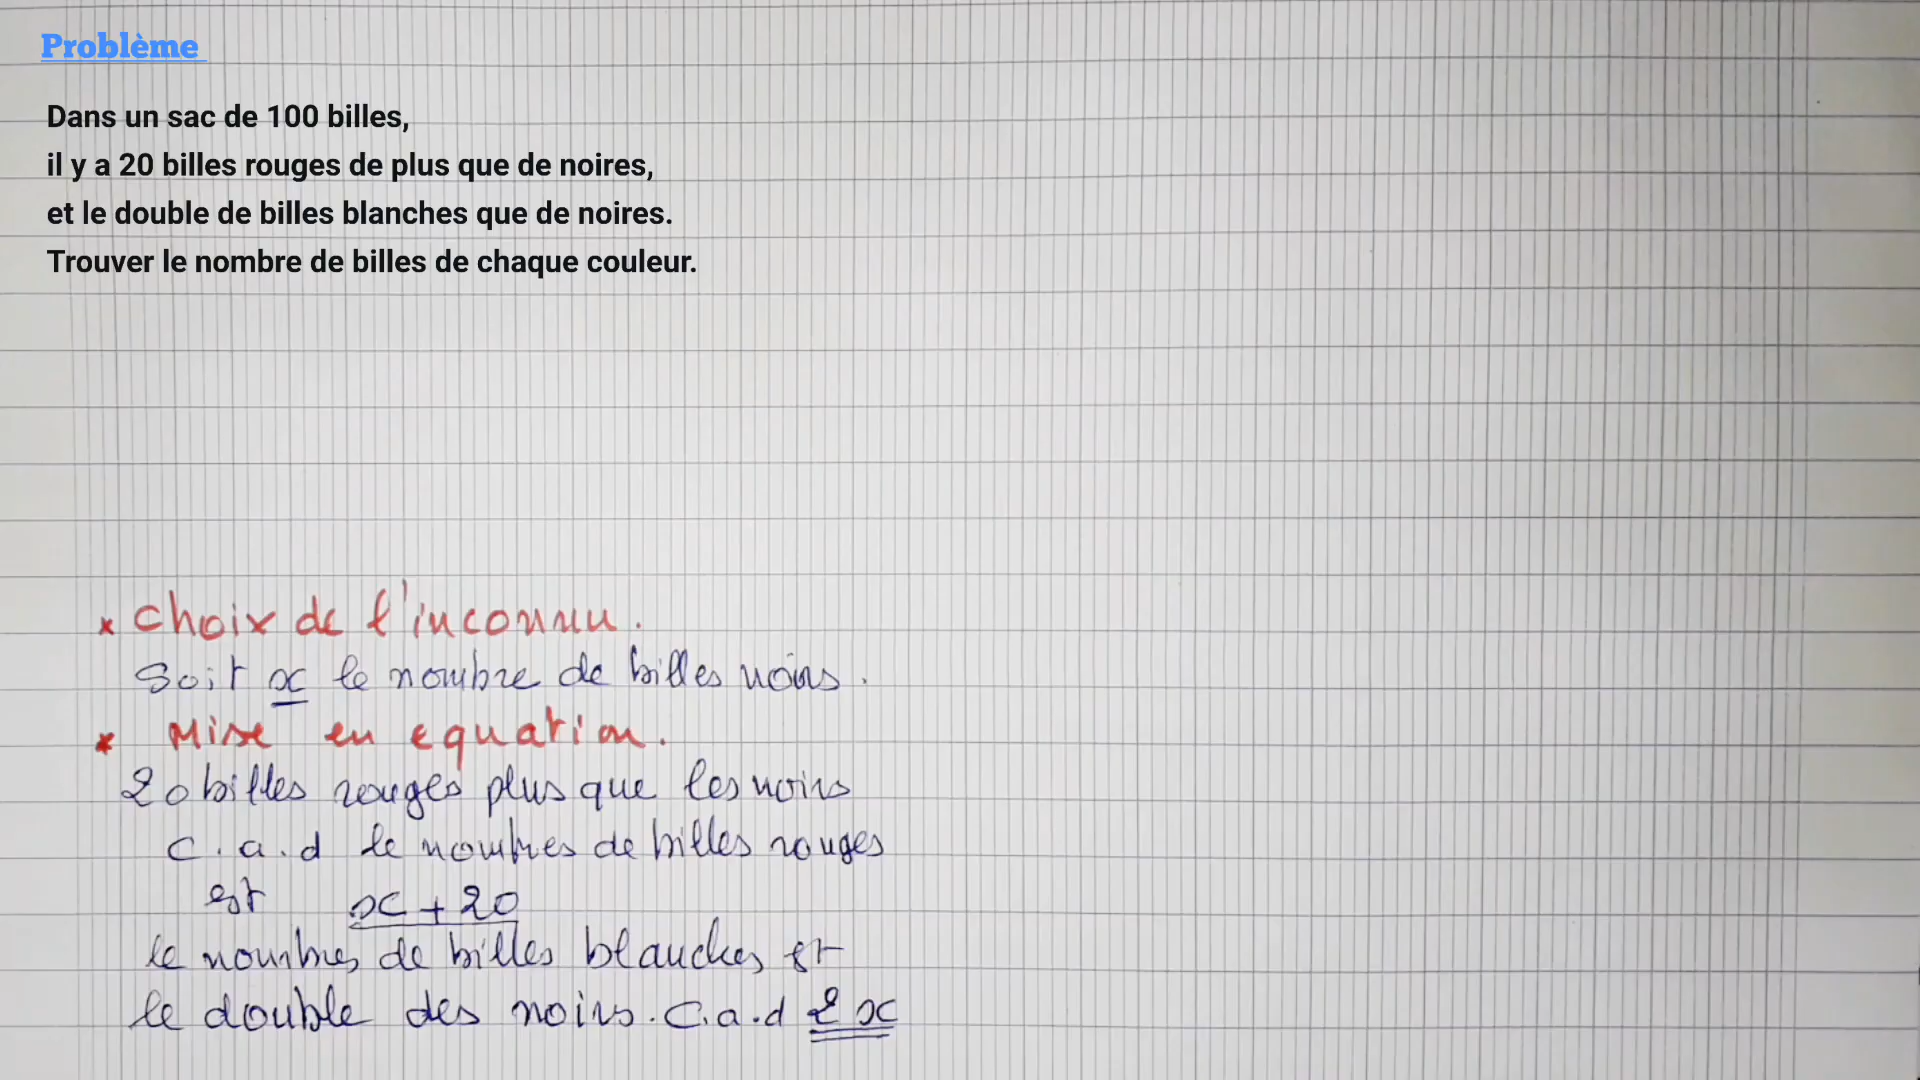 Problème
Dans un sac de 100 billes,
il y a 20 billes rouges de plus que de noires,
et le double de billes blanches que de noires.
Trouver le nombre de billes de chaque couleur.
* Choix de l'inconnu.
Soit x le nombre de billes noirs.
* Mise en equation.
20 billes rouges plus que les noirs
c.a.d le nombres de billes rouges
est x + 20
le nombres de billes blanches est
le double des noirs. C.a.d 2x